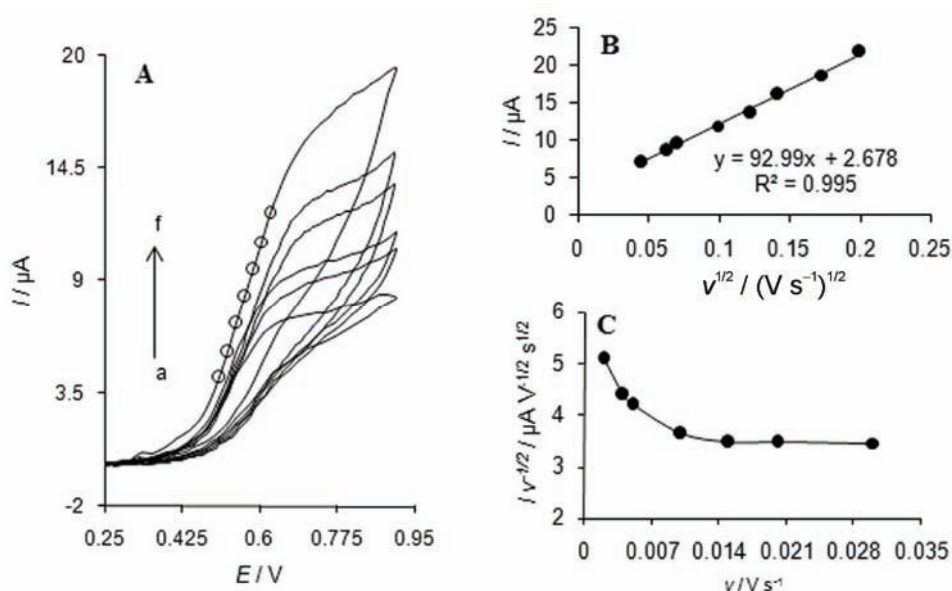 A
20
14.5
9
3.5
-2
I / µA
f
a
0.25 0.425 0.6 0.775 0.95
E / V
B
25
20
15
10
5
0
I / µA
y = 92.99x + 2.678
R² = 0.995
0 0.05 0.1 0.15 0.2 0.25
v^1/2 / (V s⁻¹)^1/2
C
6
5
4
3
2
I v^-1/2 / µA V^-1/2 s^1/2
0 0.007 0.014 0.021 0.028 0.035
v / V s⁻¹